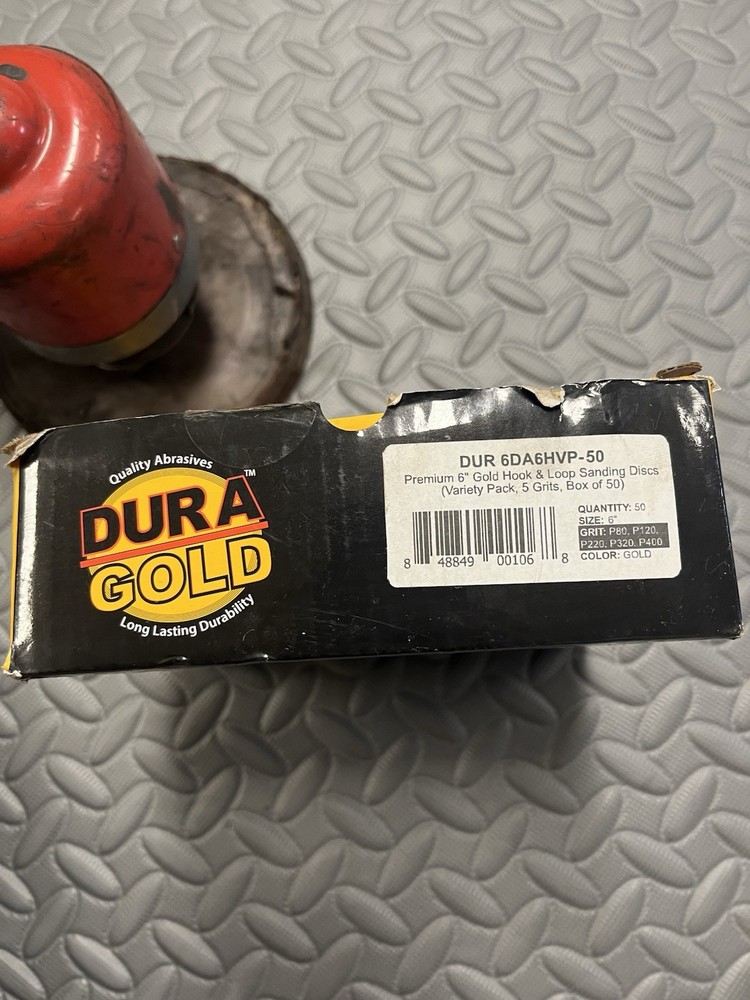 Quality Abrasives
DURA™
GOLD
Long Lasting Durability
DUR 6DA6HVP-50
Premium 6" Gold Hook & Loop Sanding Discs
(Variety Pack, 5 Grits, Box of 50)
QUANTITY: 50
SIZE: 6"
GRIT: P80, P120,
P220, P320, P400
COLOR: GOLD
8 48849 00106 8